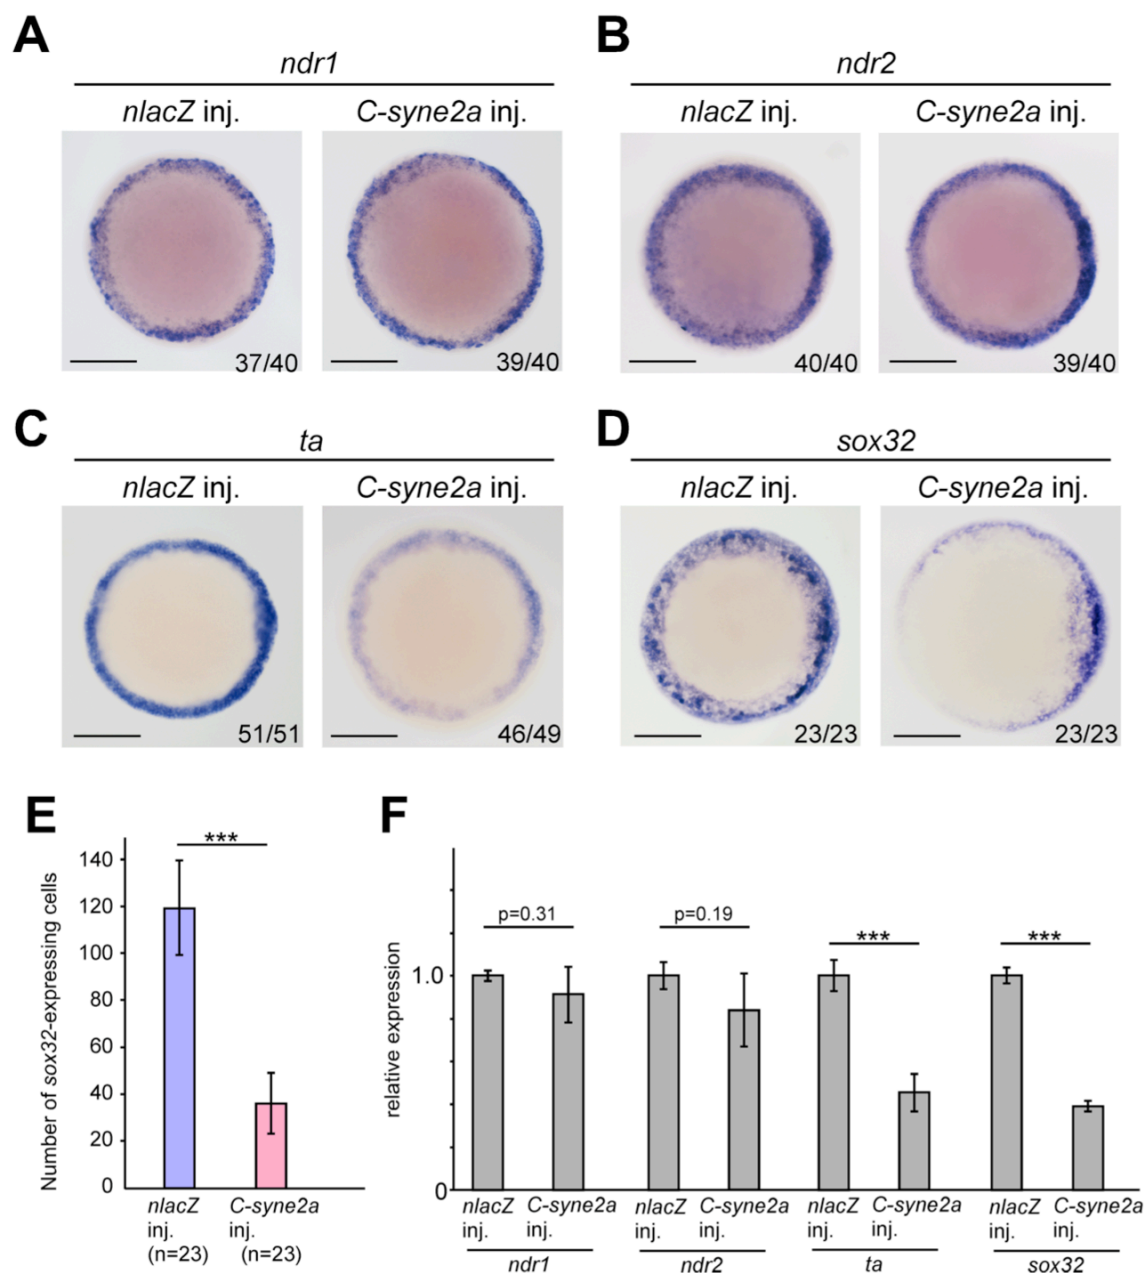 A
ndr1
nlacZ inj.
C-syne2a inj.
37/40
39/40
B
ndr2
nlacZ inj.
C-syne2a inj.
40/40
39/40
C
ta
nlacZ inj.
C-syne2a inj.
51/51
46/49
D
sox32
nlacZ inj.
C-syne2a inj.
23/23
23/23
E
Number of sox32-expressing cells
140
120
100
80
60
40
20
0
***
nlacZ
inj.
(n=23)
C-syne2a
inj.
(n=23)
F
relative expression
1.0
0
p=0.31
p=0.19
***
***
nlacZ
inj.
C-syne2a
inj.
ndr1
nlacZ
inj.
C-syne2a
inj.
ndr2
nlacZ
inj.
C-syne2a
inj.
ta
nlacZ
inj.
C-syne2a
inj.
sox32